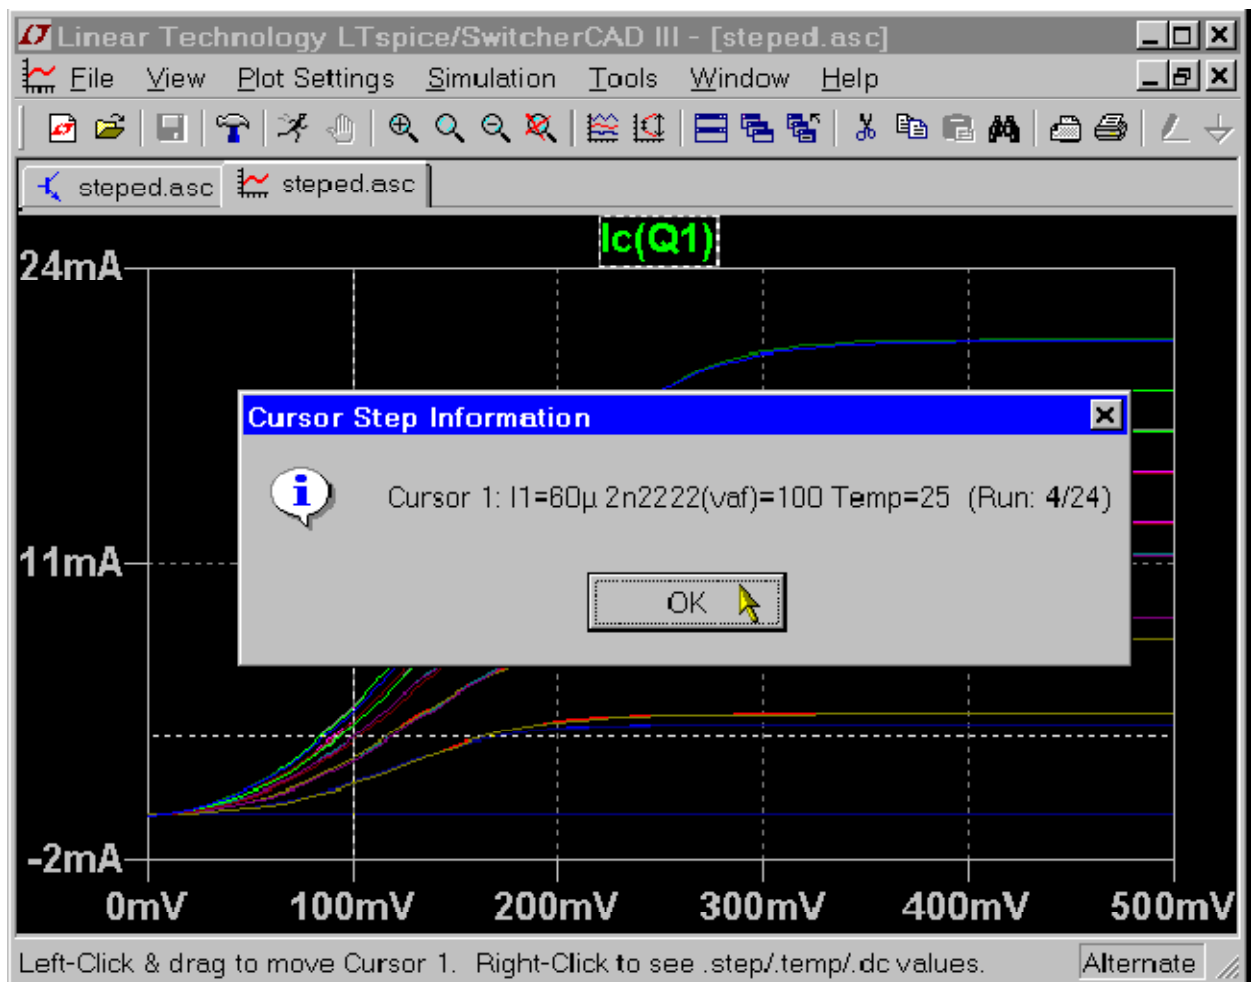 Linear Technology LTspice/SwitcherCAD III - [steped.asc]
File View Plot Settings Simulation Tools Window Help
steped.asc steped.asc
Ic(Q1)
24mA
Cursor Step Information
Cursor 1: I1=60µ 2n2222(vaf)=100 Temp=25 (Run: 4/24)
11mA
OK
-2mA
0mV 100mV 200mV 300mV 400mV 500mV
Left-Click & drag to move Cursor 1. Right-Click to see .step/.temp/.dc values. Alternate